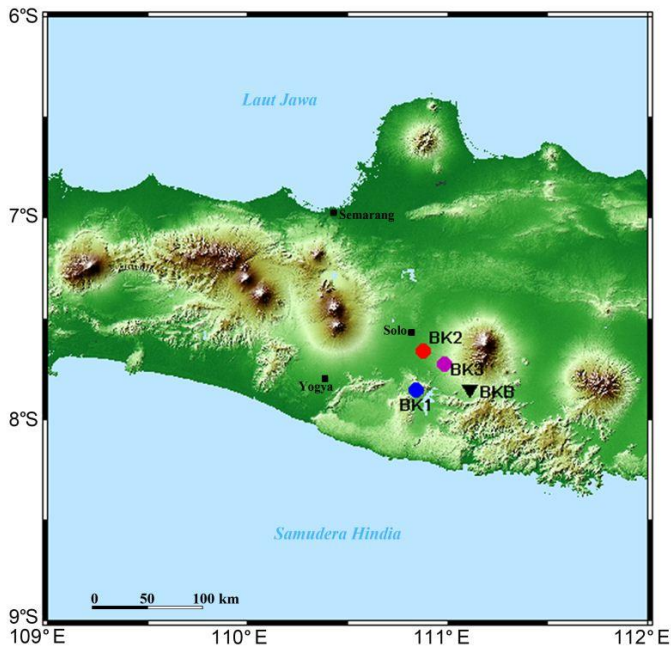 6°S
Laut Jawa
7°S
Semarang
Solo
BK2
BK3
Yogya
BK1
BKB
8°S
Samudera Hindia
0 50 100 km
9°S
109°E 110°E 111°E 112°E